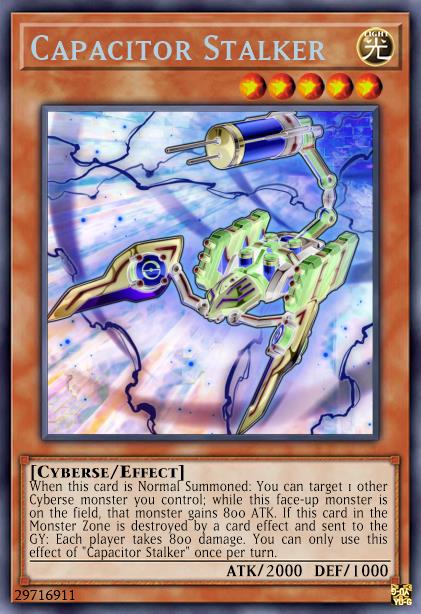 CAPACITOR STALKER
LIGHT
光
[CYBERSE/EFFECT]
When this card is Normal Summoned: You can target 1 other
Cyberse monster you control; while this face-up monster is
on the field, that monster gains 800 ATK. If this card in the
Monster Zone is destroyed by a card effect and sent to the
GY: Each player takes 800 damage. You can only use this
effect of "Capacitor Stalker" once per turn.
ATK/2000 DEF/1000
29716911